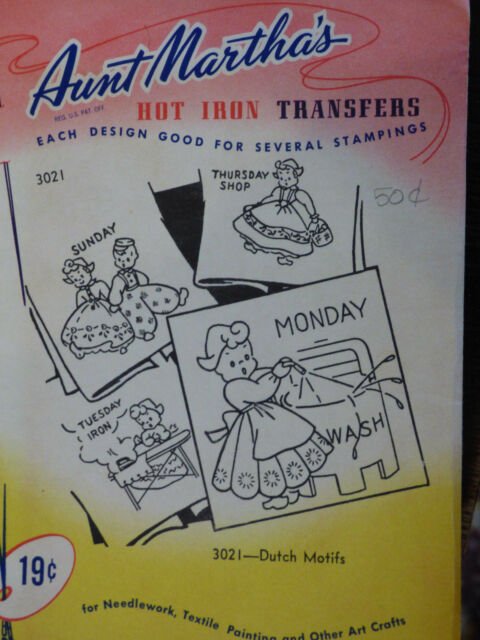 Aunt Martha's
REG. U.S. PAT. OFF.
HOT IRON TRANSFERS
EACH DESIGN GOOD FOR SEVERAL STAMPINGS
3021
THURSDAY
SHOP
50¢
SUNDAY
MONDAY
WASH
TUESDAY
IRON
3021—Dutch Motifs
19¢
for Needlework, Textile Painting and Other Art Crafts